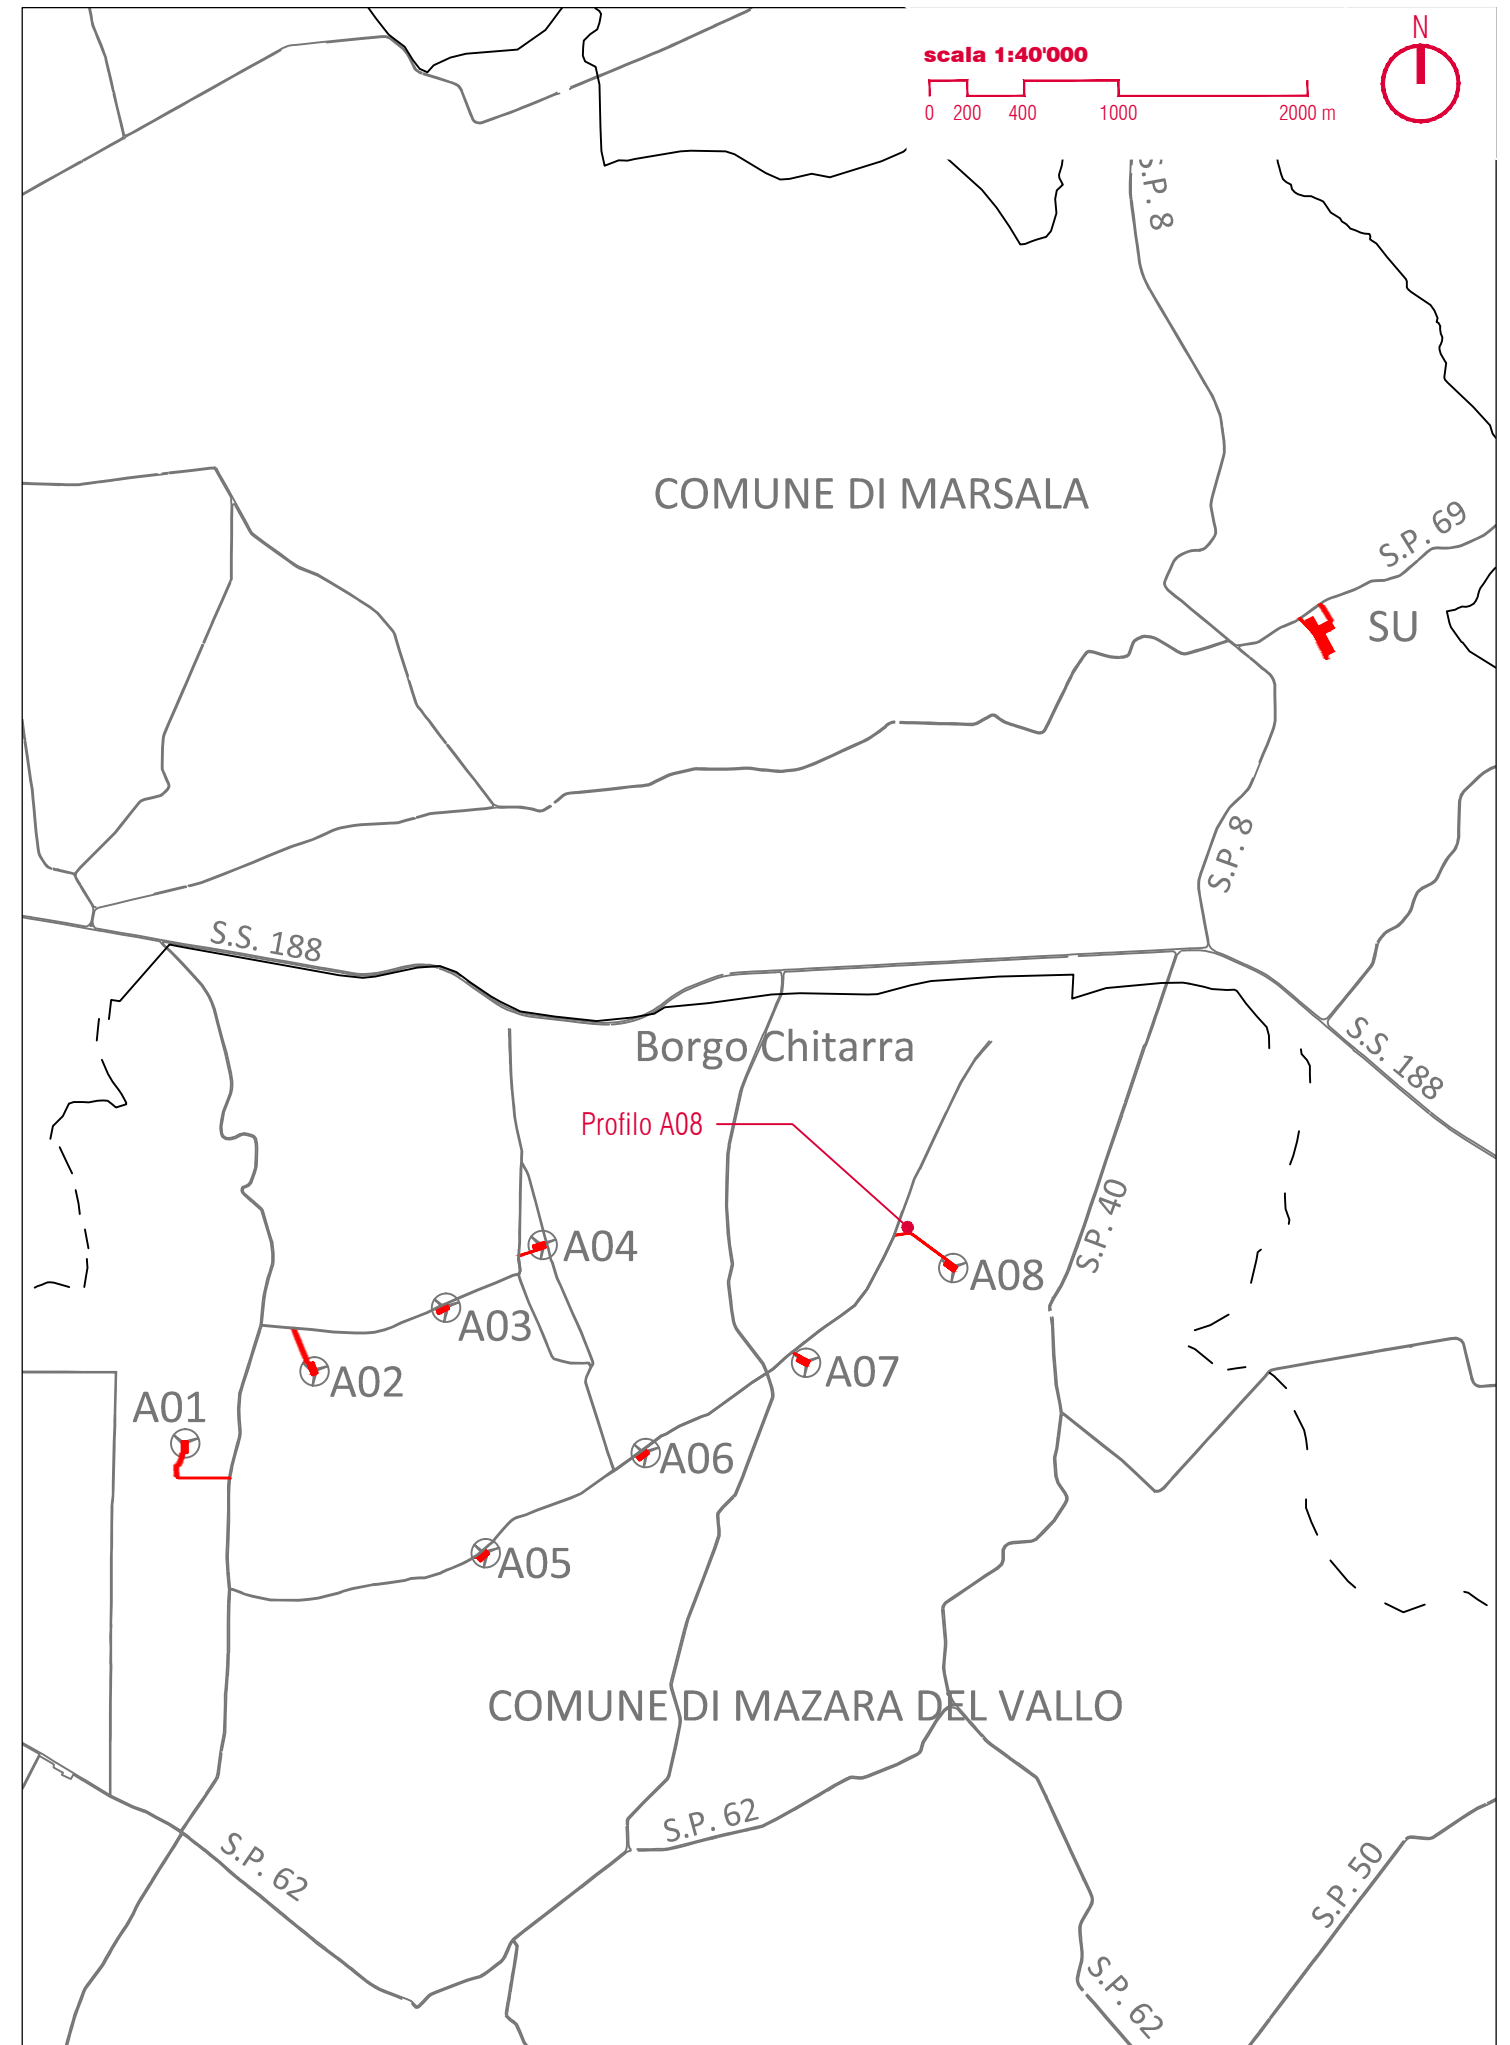 N
scala 1:40'000
0 200 400 1000 2000 m
S.P. 8
COMUNE DI MARSALA
S.P. 69
SU
S.P. 8
S.S. 188
Borgo Chitarra
S.S. 188
Profilo A08
S.P. 40
A04
A08
A03
A07
A02
A01
A06
A05
COMUNE DI MAZARA DEL VALLO
S.P. 62
S.P. 62
S.P. 50
S.P. 62